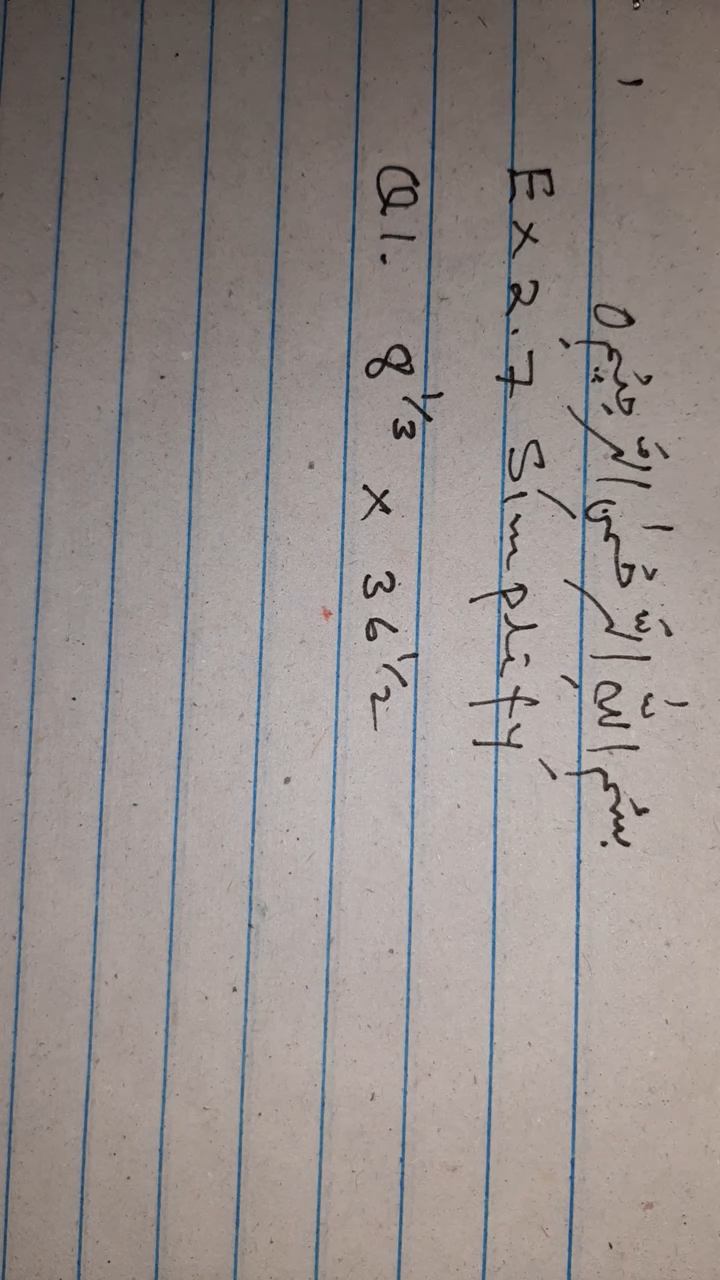 بِسْمِ اللّٰهِ الرَّحْمٰنِ الرَّحِيْمِ ۝
Ex 2.7 Simplify
Q1. 8^1/3 × 36^1/2